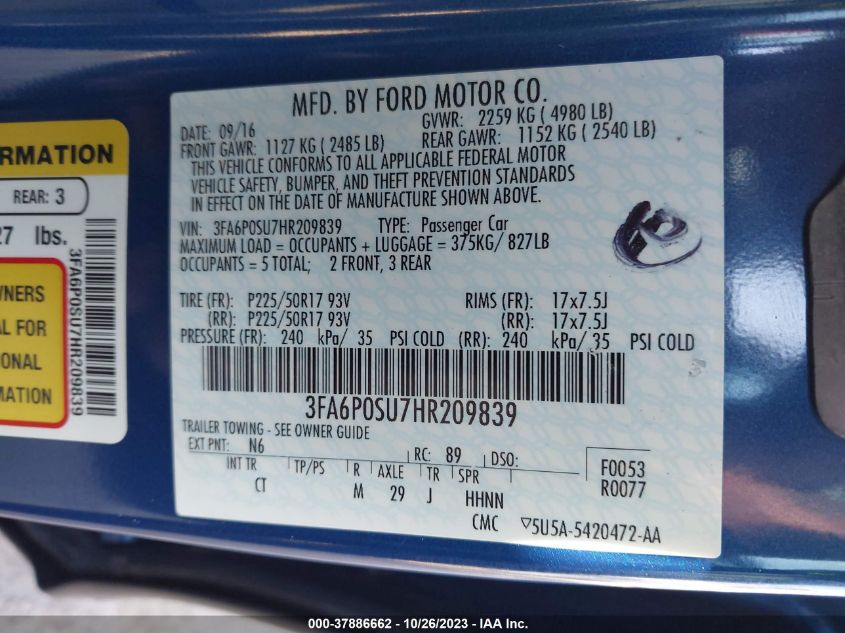 MFD. BY FORD MOTOR CO.
DATE: 09/16 GVWR: 2259 KG ( 4980 LB)
FRONT GAWR: 1127 KG ( 2485 LB) REAR GAWR: 1152 KG ( 2540 LB)
THIS VEHICLE CONFORMS TO ALL APPLICABLE FEDERAL MOTOR
VEHICLE SAFETY, BUMPER, AND THEFT PREVENTION STANDARDS
IN EFFECT ON THE DATE OF MANUFACTURE SHOWN ABOVE.
VIN: 3FA6P0SU7HR209839 TYPE: Passenger Car
MAXIMUM LOAD = OCCUPANTS + LUGGAGE = 375KG/ 827LB
OCCUPANTS = 5 TOTAL; 2 FRONT, 3 REAR
TIRE (FR): P225/50R17 93V RIMS (FR): 17x7.5J
(RR): P225/50R17 93V (RR): 17x7.5J
PRESSURE (FR): 240 kPa/ 35 PSI COLD (RR): 240 kPa/ 35 PSI COLD
3FA6P0SU7HR209839
TRAILER TOWING - SEE OWNER GUIDE
EXT PNT: N6 RC: 89 DSO:
INT TR TP/PS R AXLE TR SPR
CT M 29 J HHNN
F0053
R0077
CMC ▽5U5A-5420472-AA
ORMATION
REAR: 3
27 lbs.
WNERS
AL FOR
IONAL
MATION
3FA6P0SU7HR209839
000-37886662 - 10/26/2023 - IAA Inc.